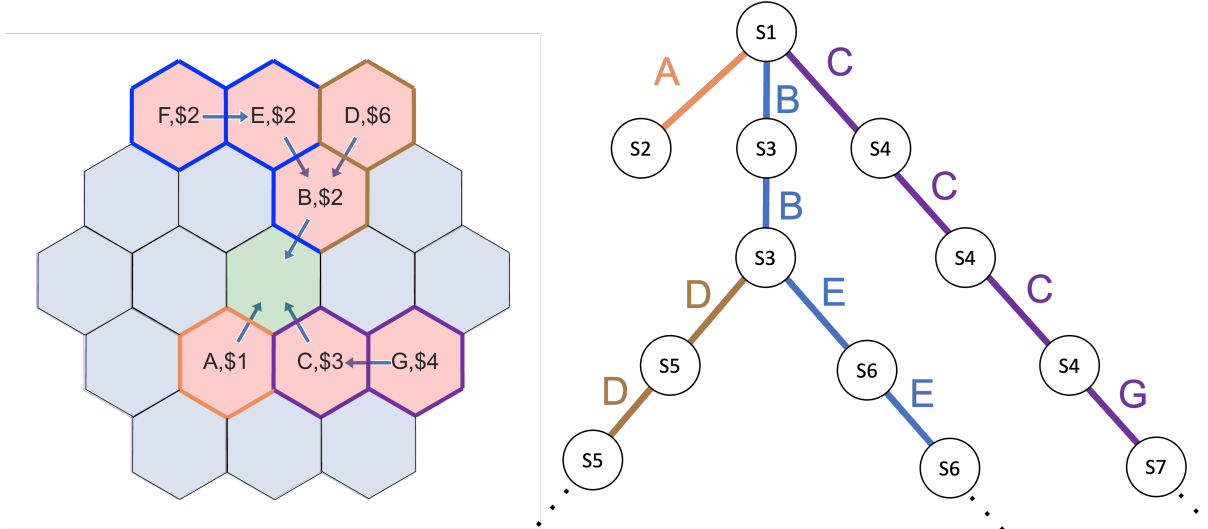 F,$2 E,$2 D,$6
B,$2
A,$1 C,$3 G,$4
S1
A B C
S2 S3 S4
B C
S3 S4
D E C
S5 S6 S4
D E G
S5 S6 S7